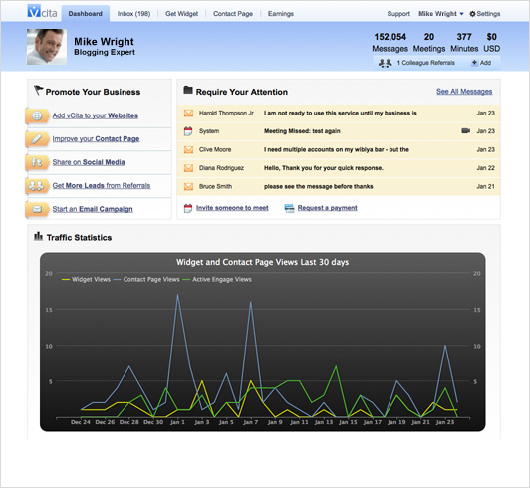 vcita Dashboard Inbox (198) Get Widget Contact Page Earnings Support Mike Wright Settings
Mike Wright
Blogging Expert
152,054 20 377 $0
Messages Meetings Minutes USD
1 Colleague Referrals Add
Promote Your Business
Add vCita to your Websites
Improve your Contact Page
Share on Social Media
Get More Leads from Referrals
Start an Email Campaign
Require Your Attention See All Messages
Harold Thompson Jr I am not ready to use this service until my business is Jan 23
System Meeting Missed: test again Jan 23
Clive Moore I need multiple accounts on my wibiya bar - but the Jan 23
Diana Rodriguez Hello, Thank you for your quick response. Jan 22
Bruce Smith please see the message before thanks Jan 21
Invite someone to meet Request a payment
Traffic Statistics
Widget and Contact Page Views Last 30 days
Widget Views Contact Page Views Active Engage Views
20 20
15 15
10 10
5 5
Dec 24 Dec 26 Dec 28 Dec 30 Jan 1 Jan 3 Jan 5 Jan 7 Jan 9 Jan 11 Jan 13 Jan 15 Jan 17 Jan 19 Jan 21 Jan 23